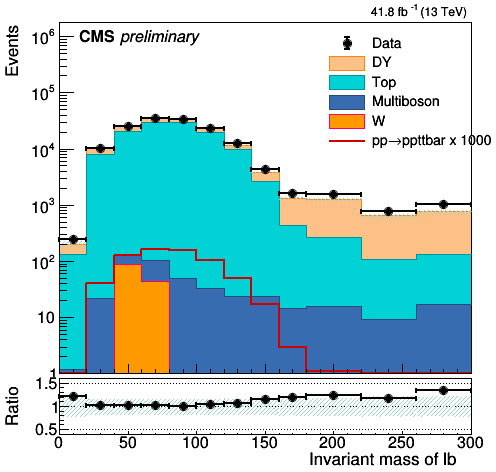 41.8 fb⁻¹ (13 TeV)
CMS preliminary
Events
10⁶
10⁵
10⁴
10³
10²
10
1
Data
DY
Top
Multiboson
W
pp→ppttbar x 1000
Ratio
1.5
1
0.5
0 50 100 150 200 250 300
Invariant mass of lb